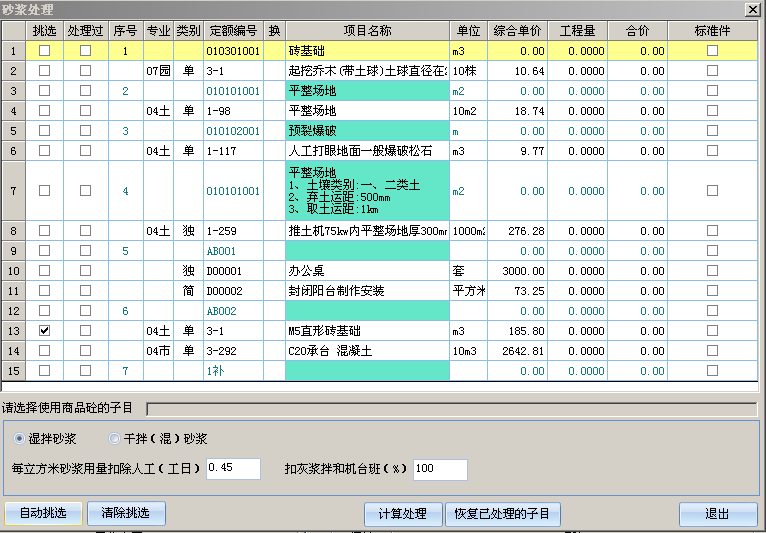 砂浆处理
挑选 处理过 序号 专业 类别 定额编号 换 项目名称 单位 综合单价 工程量 合价 标准件
1 1 010301001 砖基础 m3 0.00 0.0000 0.00
2 07园 单 3-1 起挖乔木(带土球)土球直径在 10株 10.64 0.0000 0.00
3 2 010101001 平整场地 m2 0.00 0.0000 0.00
4 04土 单 1-98 平整场地 10m2 18.74 0.0000 0.00
5 3 010102001 预裂爆破 m 0.00 0.0000 0.00
6 04土 单 1-117 人工打眼地面一般爆破松石 m3 9.77 0.0000 0.00
7 4 010101001 平整场地
1、土壤类别:一、二类土
2、弃土运距:500mm
3、取土运距:1km
m2 0.00 0.0000 0.00
8 04土 独 1-259 推土机75kw内平整场地厚300mm 1000m2 276.28 0.0000 0.00
9 5 AB001 0.00 0.0000 0.00
10 独 D00001 办公桌 套 3000.00 0.0000 0.00
11 简 D00002 封闭阳台制作安装 平方米 73.25 0.0000 0.00
12 6 AB002 0.00 0.0000 0.00
13 04土 单 3-1 M5直形砖基础 m3 185.80 0.0000 0.00
14 04市 单 3-292 C20承台 混凝土 10m3 2642.81 0.0000 0.00
15 7 1补 0.00 0.0000 0.00
请选择使用商品砼的子目
湿拌砂浆 干拌(混)砂浆
每立方米砂浆用量扣除人工(工日) 0.45 扣灰浆拌和机台班(%) 100
自动挑选 清除挑选 计算处理 恢复已处理的子目 退出